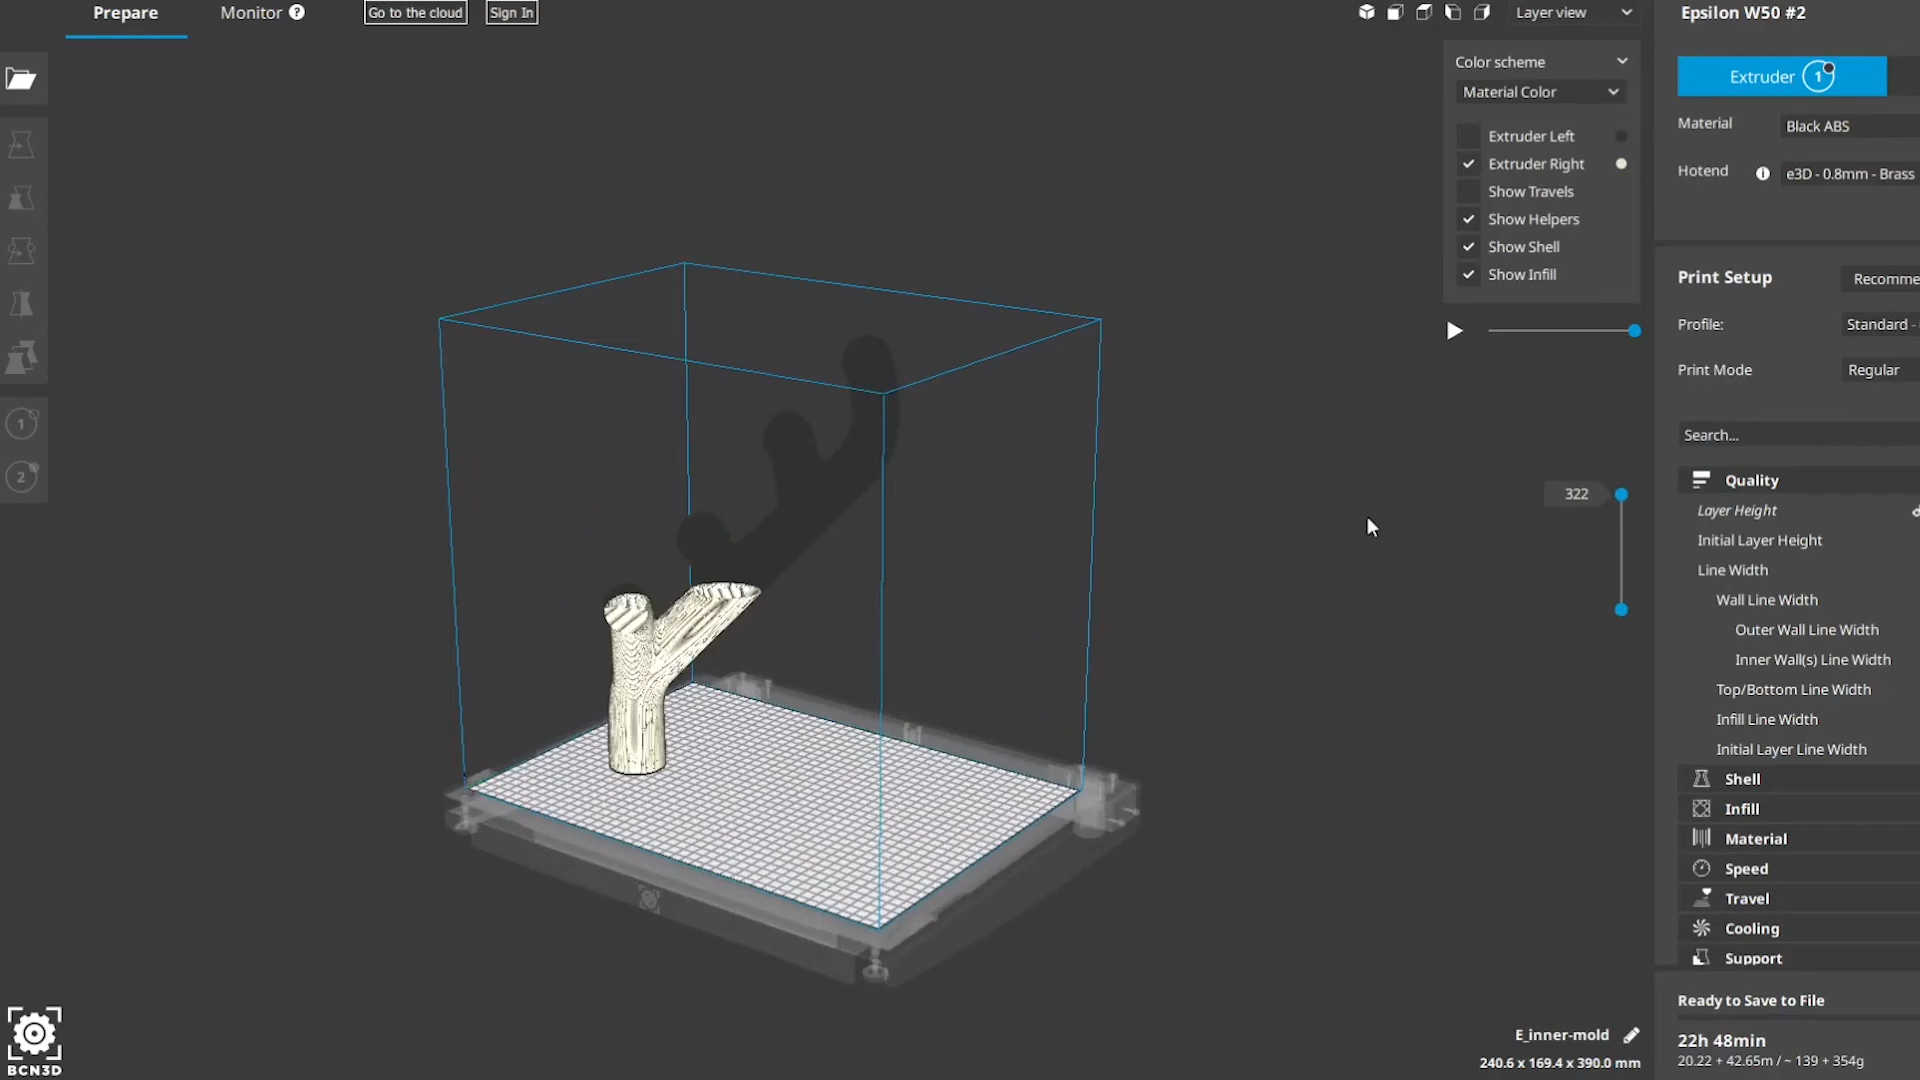 Prepare
Monitor ?
Go to the cloud
Sign In
Layer view
Epsilon W50 #2
Color scheme
Material Color
Extruder Left
Extruder Right
Show Travels
Show Helpers
Show Shell
Show Infill
Extruder 1
Material
Black ABS
Hotend
e3D - 0.8mm - Brass
Print Setup
Recomme
Profile:
Standard -
Print Mode
Regular
Search...
Quality
Layer Height
Initial Layer Height
Line Width
Wall Line Width
Outer Wall Line Width
Inner Wall(s) Line Width
Top/Bottom Line Width
Infill Line Width
Initial Layer Line Width
Shell
Infill
Material
Speed
Travel
Cooling
Support
322
1
2
Ready to Save to File
22h 48min
20.22 + 42.65m / ~ 139 + 354g
E_inner-mold
240.6 x 169.4 x 390.0 mm
BCN3D